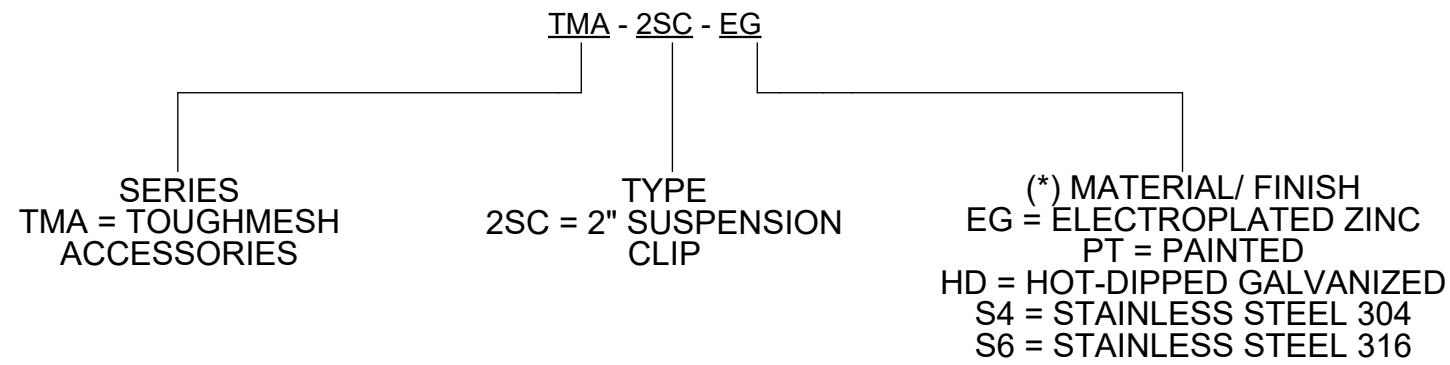 TMA - 2SC - EG
SERIES
TMA = TOUGHMESH
ACCESSORIES
TYPE
2SC = 2" SUSPENSION
CLIP
(*) MATERIAL/ FINISH
EG = ELECTROPLATED ZINC
PT = PAINTED
HD = HOT-DIPPED GALVANIZED
S4 = STAINLESS STEEL 304
S6 = STAINLESS STEEL 316